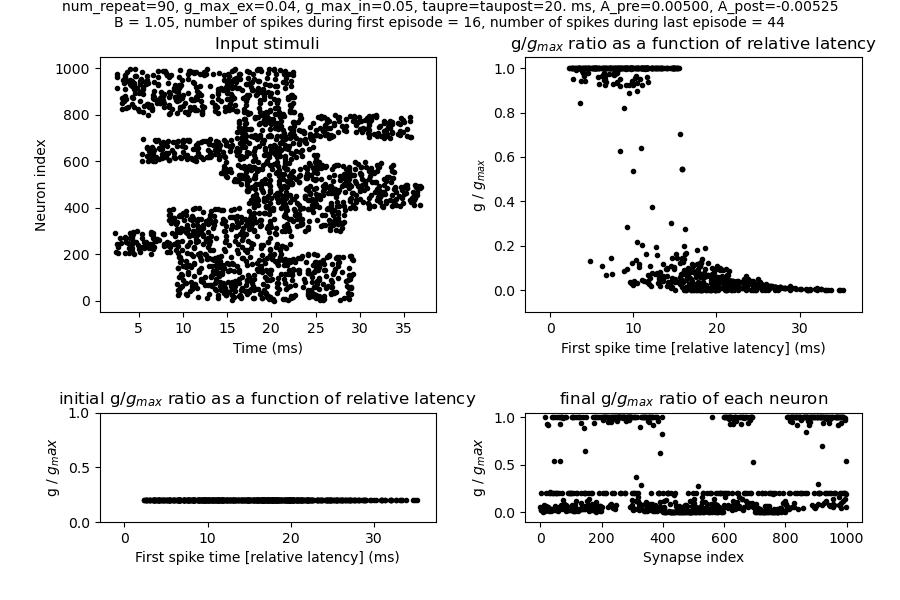 num_repeat=90, g_max_ex=0.04, g_max_in=0.05, taupre=taupost=20. ms, A_pre=0.00500, A_post=-0.00525
B = 1.05, number of spikes during first episode = 16, number of spikes during last episode = 44
Input stimuli
1000
800
600
400
200
0
Neuron index
5 10 15 20 25 30 35
Time (ms)
g/gmax ratio as a function of relative latency
1.0
0.8
0.6
0.4
0.2
0.0
g / gmax
0 10 20 30
First spike time [relative latency] (ms)
initial g/gmax ratio as a function of relative latency
1.0
0.5
0.0
g / gmax
0 10 20 30
First spike time [relative latency] (ms)
final g/gmax ratio of each neuron
1.0
0.5
0.0
g / gmax
0 200 400 600 800 1000
Synapse index